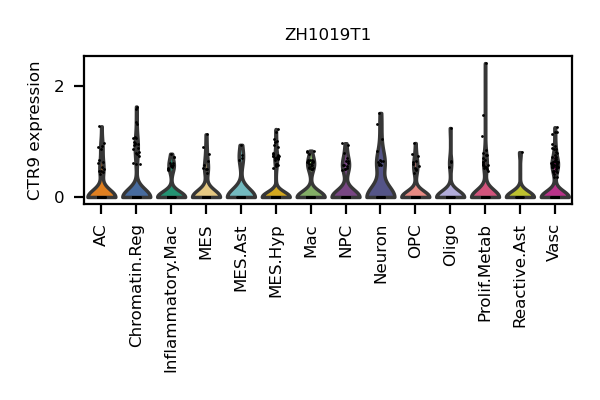 ZH1019T1
CTR9 expression
2
0
AC
Chromatin.Reg
Inflammatory.Mac
MES
MES.Ast
MES.Hyp
Mac
NPC
Neuron
OPC
Oligo
Prolif.Metab
Reactive.Ast
Vasc